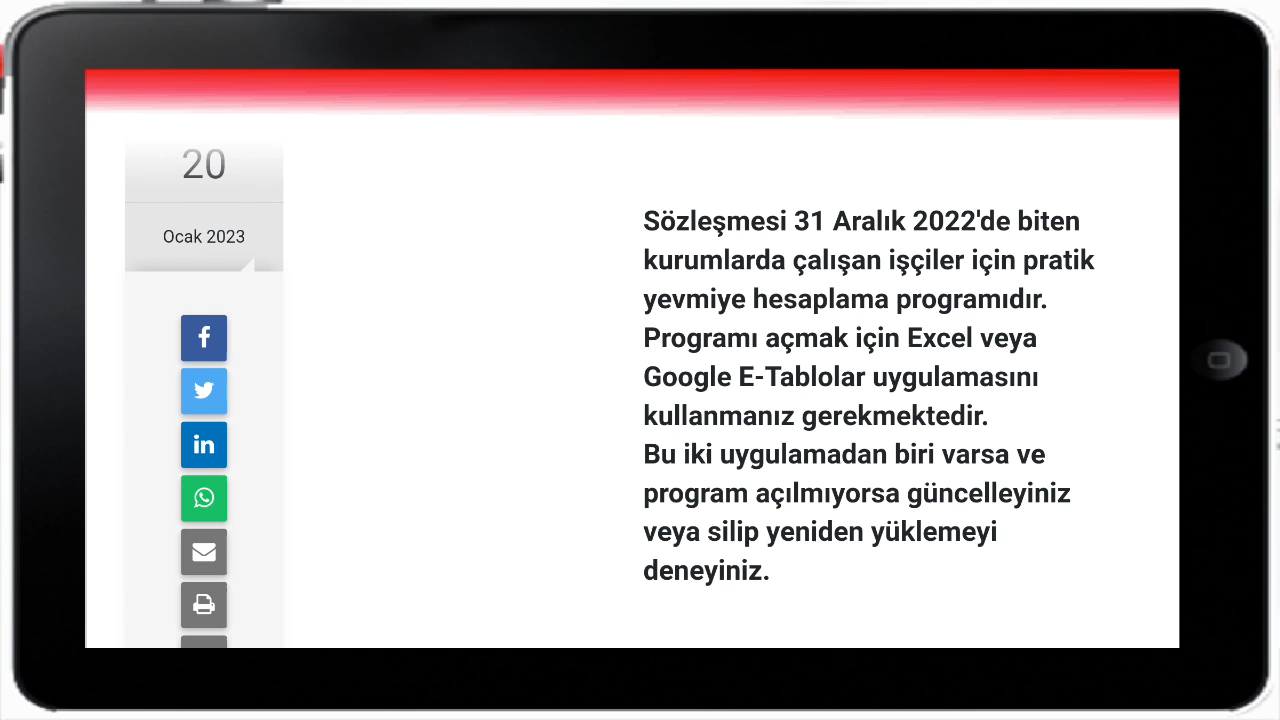 20
Ocak 2023
Sözleşmesi 31 Aralık 2022'de biten
kurumlarda çalışan işçiler için pratik
yevmiye hesaplama programıdır.
Programı açmak için Excel veya
Google E-Tablolar uygulamasını
kullanmanız gerekmektedir.
Bu iki uygulamadan biri varsa ve
program açılmıyorsa güncelleyiniz
veya silip yeniden yüklemeyi
deneyiniz.